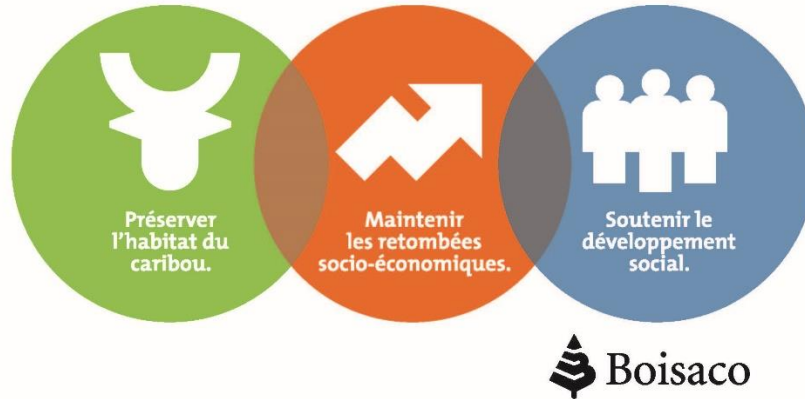 Préserver
l'habitat du
caribou.
Maintenir
les retombées
socio-économiques.
Soutenir le
développement
social.
Boisaco